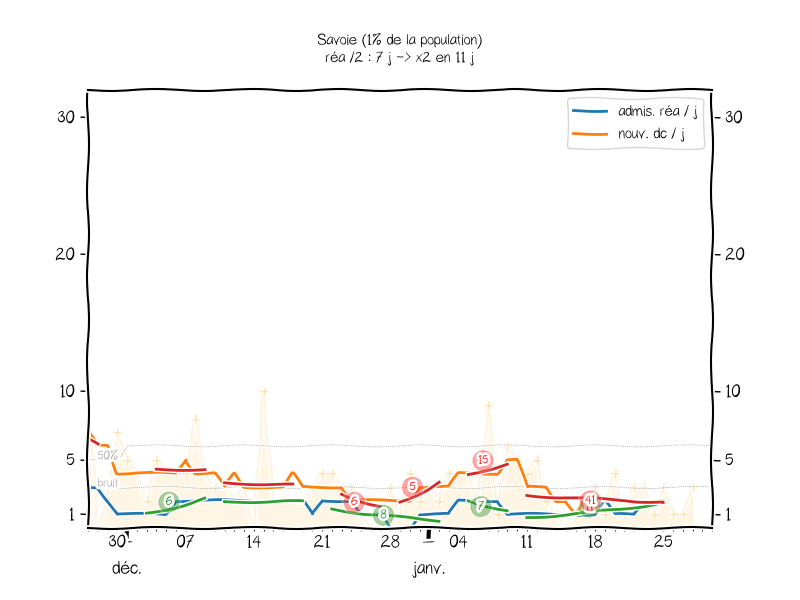 Savoie (1% de la population)
réa /2 : 7 j -> x2 en 11 j
admis. réa / j
nouv. dc / j
30 30
20 20
10 10
5 5
1 1
50%
bruit
6 8 6 5 15 7 41
30 07 14 21 28 04 11 18 25
déc. janv.